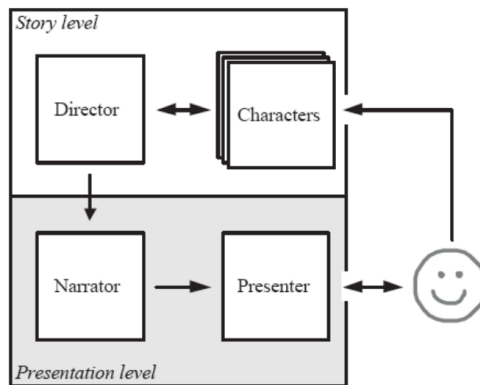 Story level
Director
Characters
Narrator
Presenter
Presentation level